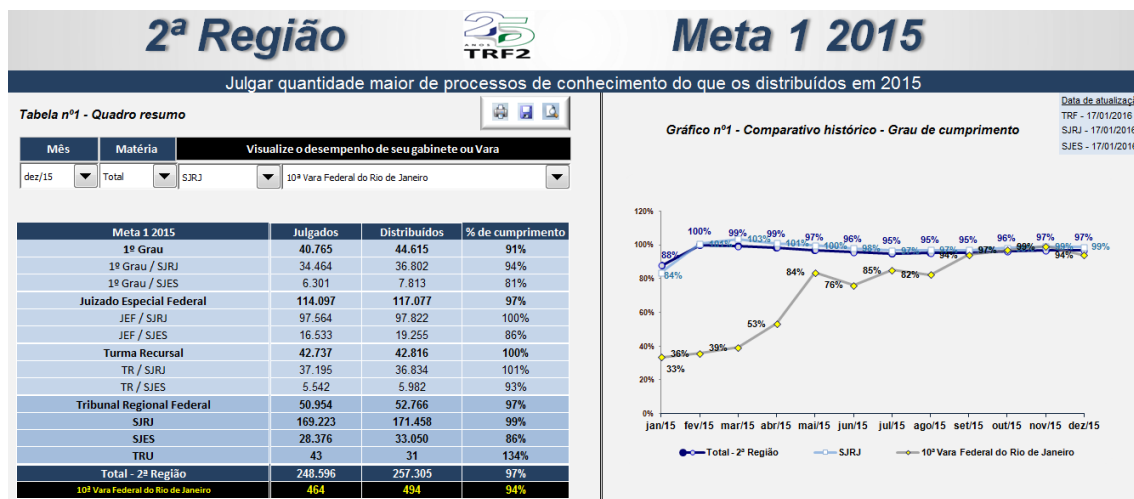 2ª Região
25
ANOS
TRF2
Meta 1 2015
Julgar quantidade maior de processos de conhecimento do que os distribuídos em 2015
Tabela nº1 - Quadro resumo
Mês Matéria Visualize o desempenho de seu gabinete ou Vara
dez/15 Total SJRJ 10ª Vara Federal do Rio de Janeiro
Meta 1 2015 Julgados Distribuídos % de cumprimento
1º Grau 40.765 44.615 91%
1º Grau / SJRJ 34.464 36.802 94%
1º Grau / SJES 6.301 7.813 81%
Juizado Especial Federal 114.097 117.077 97%
JEF / SJRJ 97.564 97.822 100%
JEF / SJES 16.533 19.255 86%
Turma Recursal 42.737 42.816 100%
TR / SJRJ 37.195 36.834 101%
TR / SJES 5.542 5.982 93%
Tribunal Regional Federal 50.954 52.766 97%
SJRJ 169.223 171.458 99%
SJES 28.376 33.050 86%
TRU 43 31 134%
Total - 2ª Região 248.596 257.305 97%
10ª Vara Federal do Rio de Janeiro 464 494 94%
Data de atualizaçã
TRF - 17/01/2016
SJRJ - 17/01/2016
SJES - 17/01/2016
Gráfico nº1 - Comparativo histórico - Grau de cumprimento
120%
100%
80%
60%
40%
20%
0%
88% 100% 99% 99% 97% 96% 95% 95% 95% 96% 97% 97%
84% 103% 101% 100% 98% 97% 97% 99% 99%
33% 36% 39% 53% 84% 76% 85% 82% 94% 97% 99% 94%
jan/15 fev/15 mar/15 abr/15 mai/15 jun/15 jul/15 ago/15 set/15 out/15 nov/15 dez/15
Total - 2ª Região SJRJ 10ª Vara Federal do Rio de Janeiro